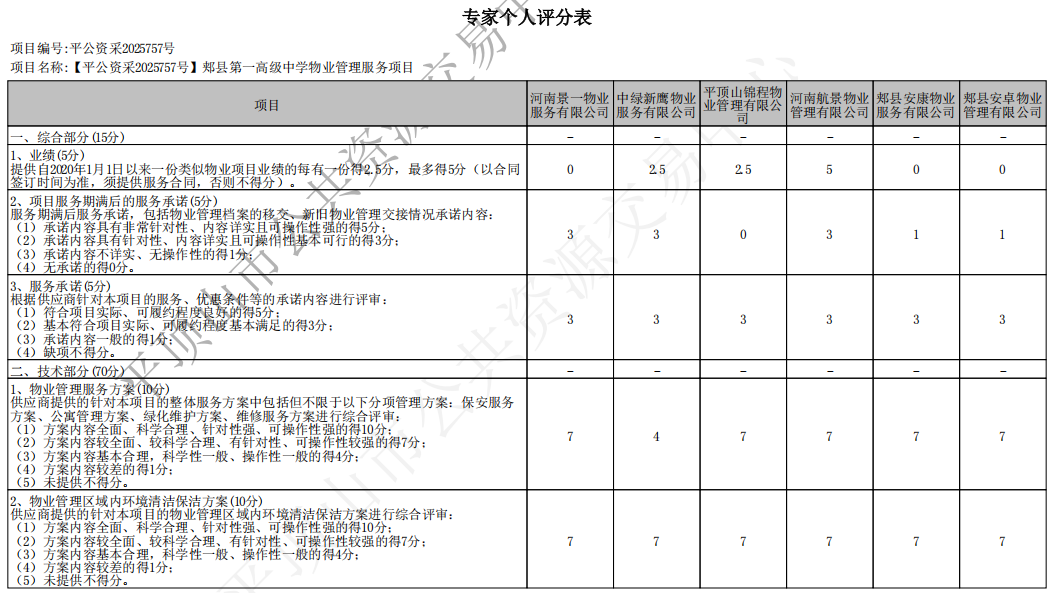 专家个人评分表
项目编号:平公资采2025757号
项目名称:【平公资采2025757号】郏县第一高级中学物业管理服务项目
项目
河南景一物业
服务有限公司
中绿新鹰物业
服务有限公司
平顶山锦程物
业管理有限公
司
河南航景物业
管理有限公司
郏县安康物业
服务有限公司
郏县安卓物业
管理有限公司
一、综合部分(15分) － － － － － －
1、业绩(5分)
提供自2020年1月1日以来一份类似物业项目业绩的每有一份得2.5分，最多得5分（以合同
签订时间为准，须提供服务合同，否则不得分）。
0 2.5 2.5 5 0 0
2、项目服务期满后的服务承诺(5分)
服务期满后服务承诺，包括物业管理档案的移交、新旧物业管理交接情况承诺内容：
（1）承诺内容具有非常针对性、内容详实且可操作性强的得5分；
（2）承诺内容具有针对性、内容详实且可操作性基本可行的得3分；
（3）承诺内容不详实、无操作性的得1分；
（4）无承诺的得0分。
3 3 0 3 1 1
3、服务承诺(5分)
根据供应商针对本项目的服务、优惠条件等的承诺内容进行评审：
（1）符合项目实际、可履约程度良好的得5分；
（2）基本符合项目实际、可履约程度基本满足的得3分；
（3）承诺内容一般的得1分；
（4）缺项不得分。
3 3 3 3 3 3
二、技术部分(70分) － － － － － －
1、物业管理服务方案(10分)
供应商提供的针对本项目的整体服务方案中包括但不限于以下分项管理方案：保安服务
方案、公寓管理方案、绿化维护方案、维修服务方案进行综合评审：
（1）方案内容全面、科学合理、针对性强、可操作性强的得10分；
（2）方案内容较全面、较科学合理、有针对性、可操作性较强的得7分；
（3）方案内容基本合理，科学性一般、操作性一般的得4分；
（4）方案内容较差的得1分；
（5）未提供不得分。
7 4 7 7 7 7
2、物业管理区域内环境清洁保洁方案(10分)
供应商提供的针对本项目的物业管理区域内环境清洁保洁方案进行综合评审：
（1）方案内容全面、科学合理、针对性强、可操作性强的得10分；
（2）方案内容较全面、较科学合理、有针对性、可操作性较强的得7分；
（3）方案内容基本合理，科学性一般、操作性一般的得4分；
（4）方案内容较差的得1分；
（5）未提供不得分。
7 7 7 7 7 7
平顶山市公共资源交易中
平顶山市公共资源交易中心